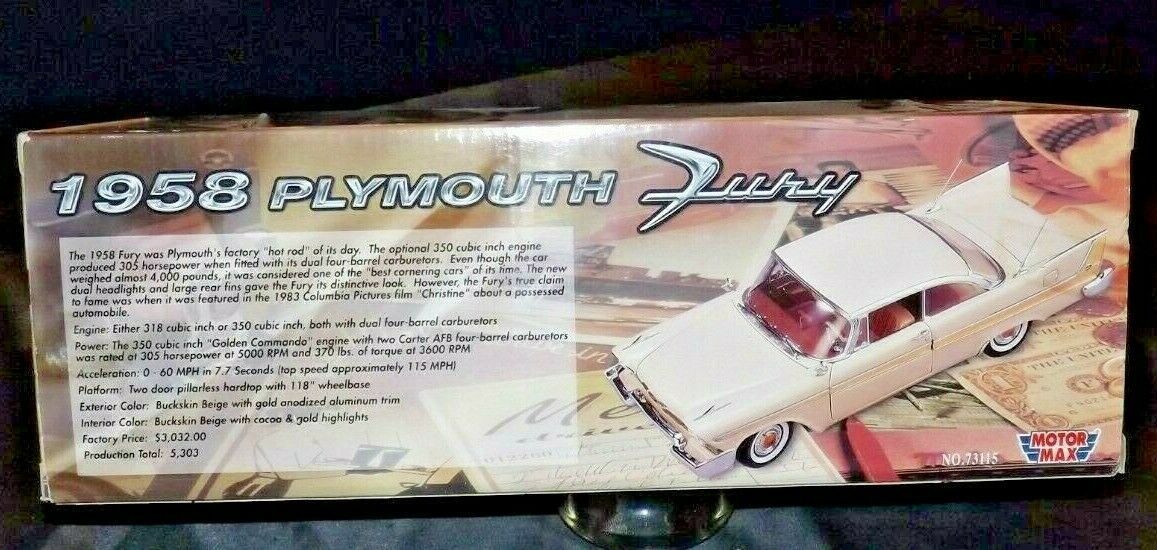 1958 PLYMOUTH Fury
The 1958 Fury was Plymouth's factory "hot rod" of its day. The optional 350 cubic inch engine
produced 305 horsepower when fitted with its dual four-barrel carburetors. Even though the car
weighed almost 4,000 pounds, it was considered one of the "best cornering cars" of its time. The new
dual headlights and large rear fins gave the Fury its distinctive look. However, the Fury's true claim
to fame was when it was featured in the 1983 Columbia Pictures film "Christine" about a possessed
automobile.
Engine: Either 318 cubic inch or 350 cubic inch, both with dual four-barrel carburetors
Power: The 350 cubic inch "Golden Commando" engine with two Carter AFB four-barrel carburetors
was rated at 305 horsepower at 5000 RPM and 370 lbs. of torque at 3600 RPM
Acceleration: 0 - 60 MPH in 7.7 Seconds (top speed approximately 115 MPH)
Platform: Two door pillarless hardtop with 118" wheelbase
Exterior Color: Buckskin Beige with gold anodized aluminum trim
Interior Color: Buckskin Beige with cocoa & gold highlights
Factory Price: $3,032.00
Production Total: 5,303
012260
NO.73115
MOTOR
MAX